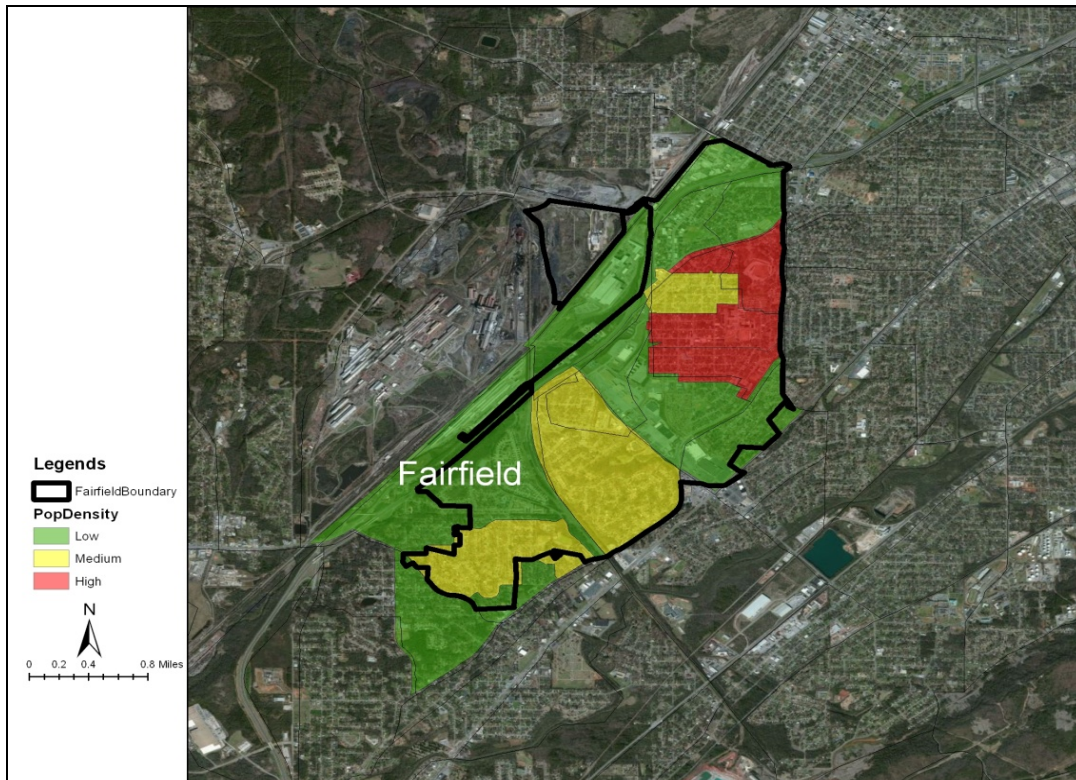 Fairfield
Legends
FairfieldBoundary
PopDensity
Low
Medium
High
N
0 0.2 0.4 0.8 Miles